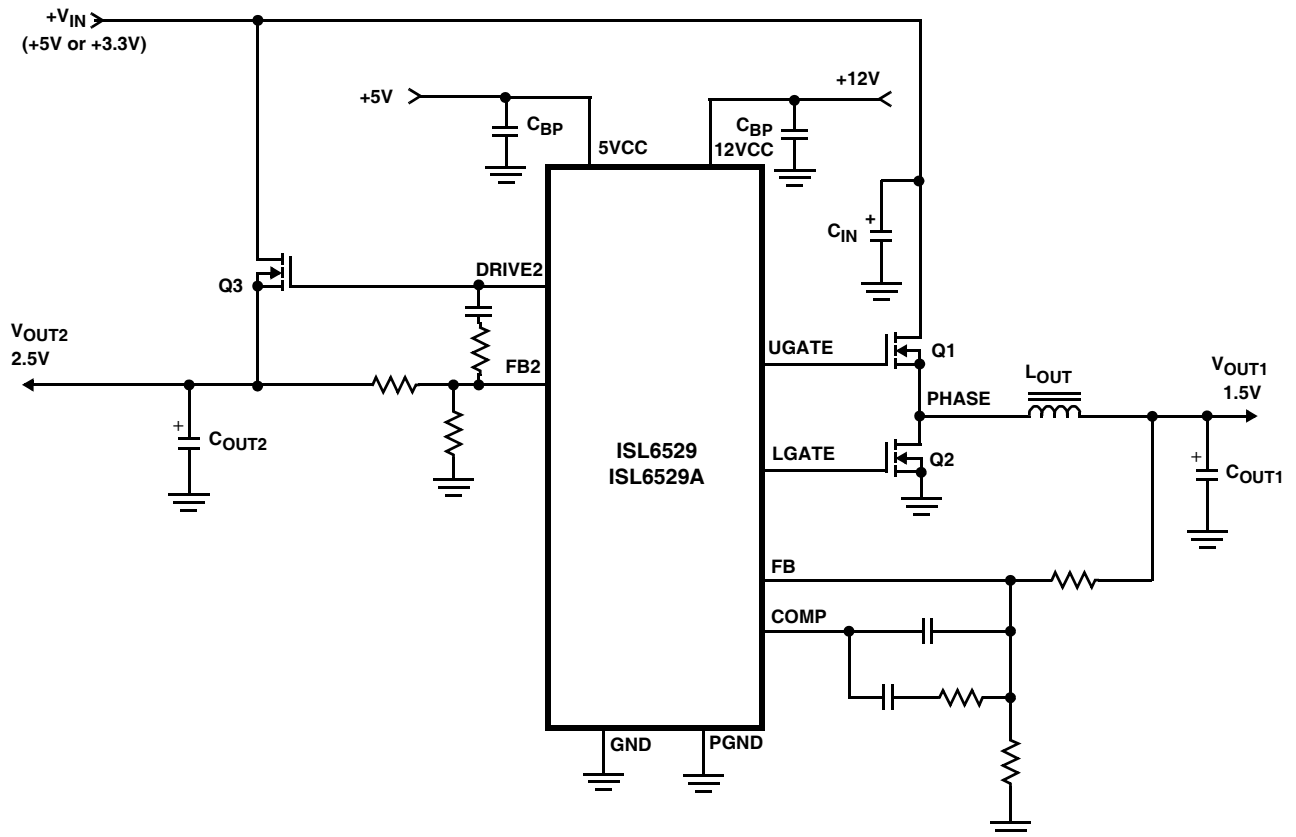 +VIN
(+5V or +3.3V)
+5V
+12V
CBP
CBP
5VCC
12VCC
CIN
+
DRIVE2
Q3
VOUT2
2.5V
FB2
UGATE
Q1
LOUT
VOUT1
1.5V
PHASE
+
COUT2
ISL6529
ISL6529A
LGATE
Q2
+
COUT1
FB
COMP
GND
PGND